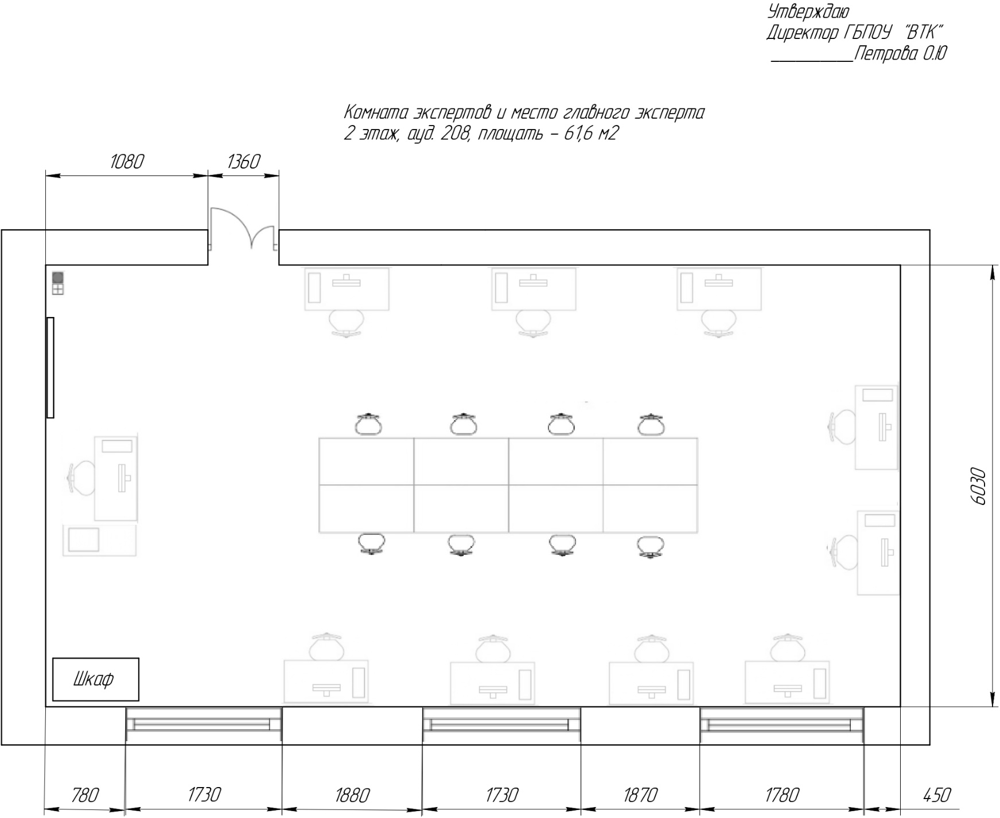 Утверждаю
Директор ГБПОУ "ВТК"
__________Петрова О.Ю
Комната экспертов и место главного эксперта
2 этаж, ауд. 208, площать - 61,6 м2
1080
1360
6030
Шкаф
780
1730
1880
1730
1870
1780
450